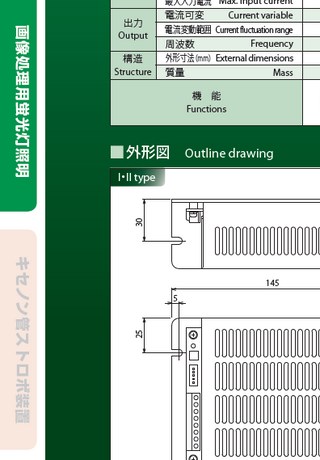 最大入力電流 Max. input current
出力 Output
電流可変 Current variable
電流変動範囲 Current fluctuation range
周波数 Frequency
構造 Structure
外形寸法 (mm) External dimensions
質量 Mass
機能
Functions
■外形図 Outline drawing
I・II type
30
145
5
25
画像処理用蛍光灯照明
キセノン管ストロボ装置